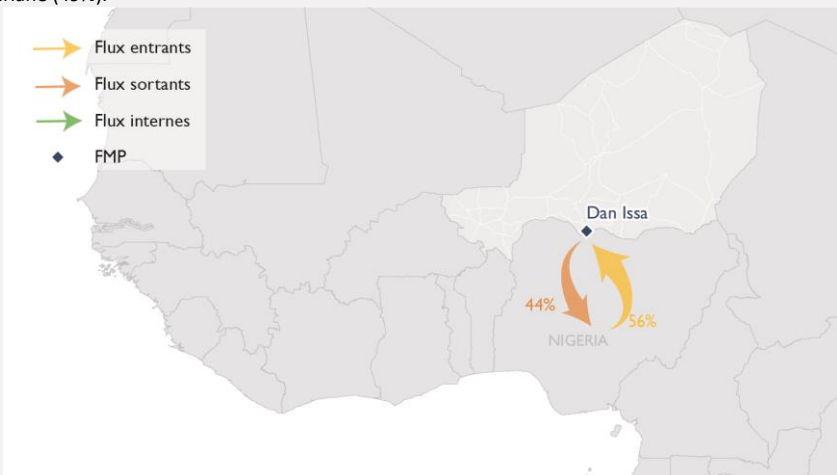 Flux entrants
Flux sortants
Flux internes
FMP
Dan Issa
44%
56%
NIGERIA